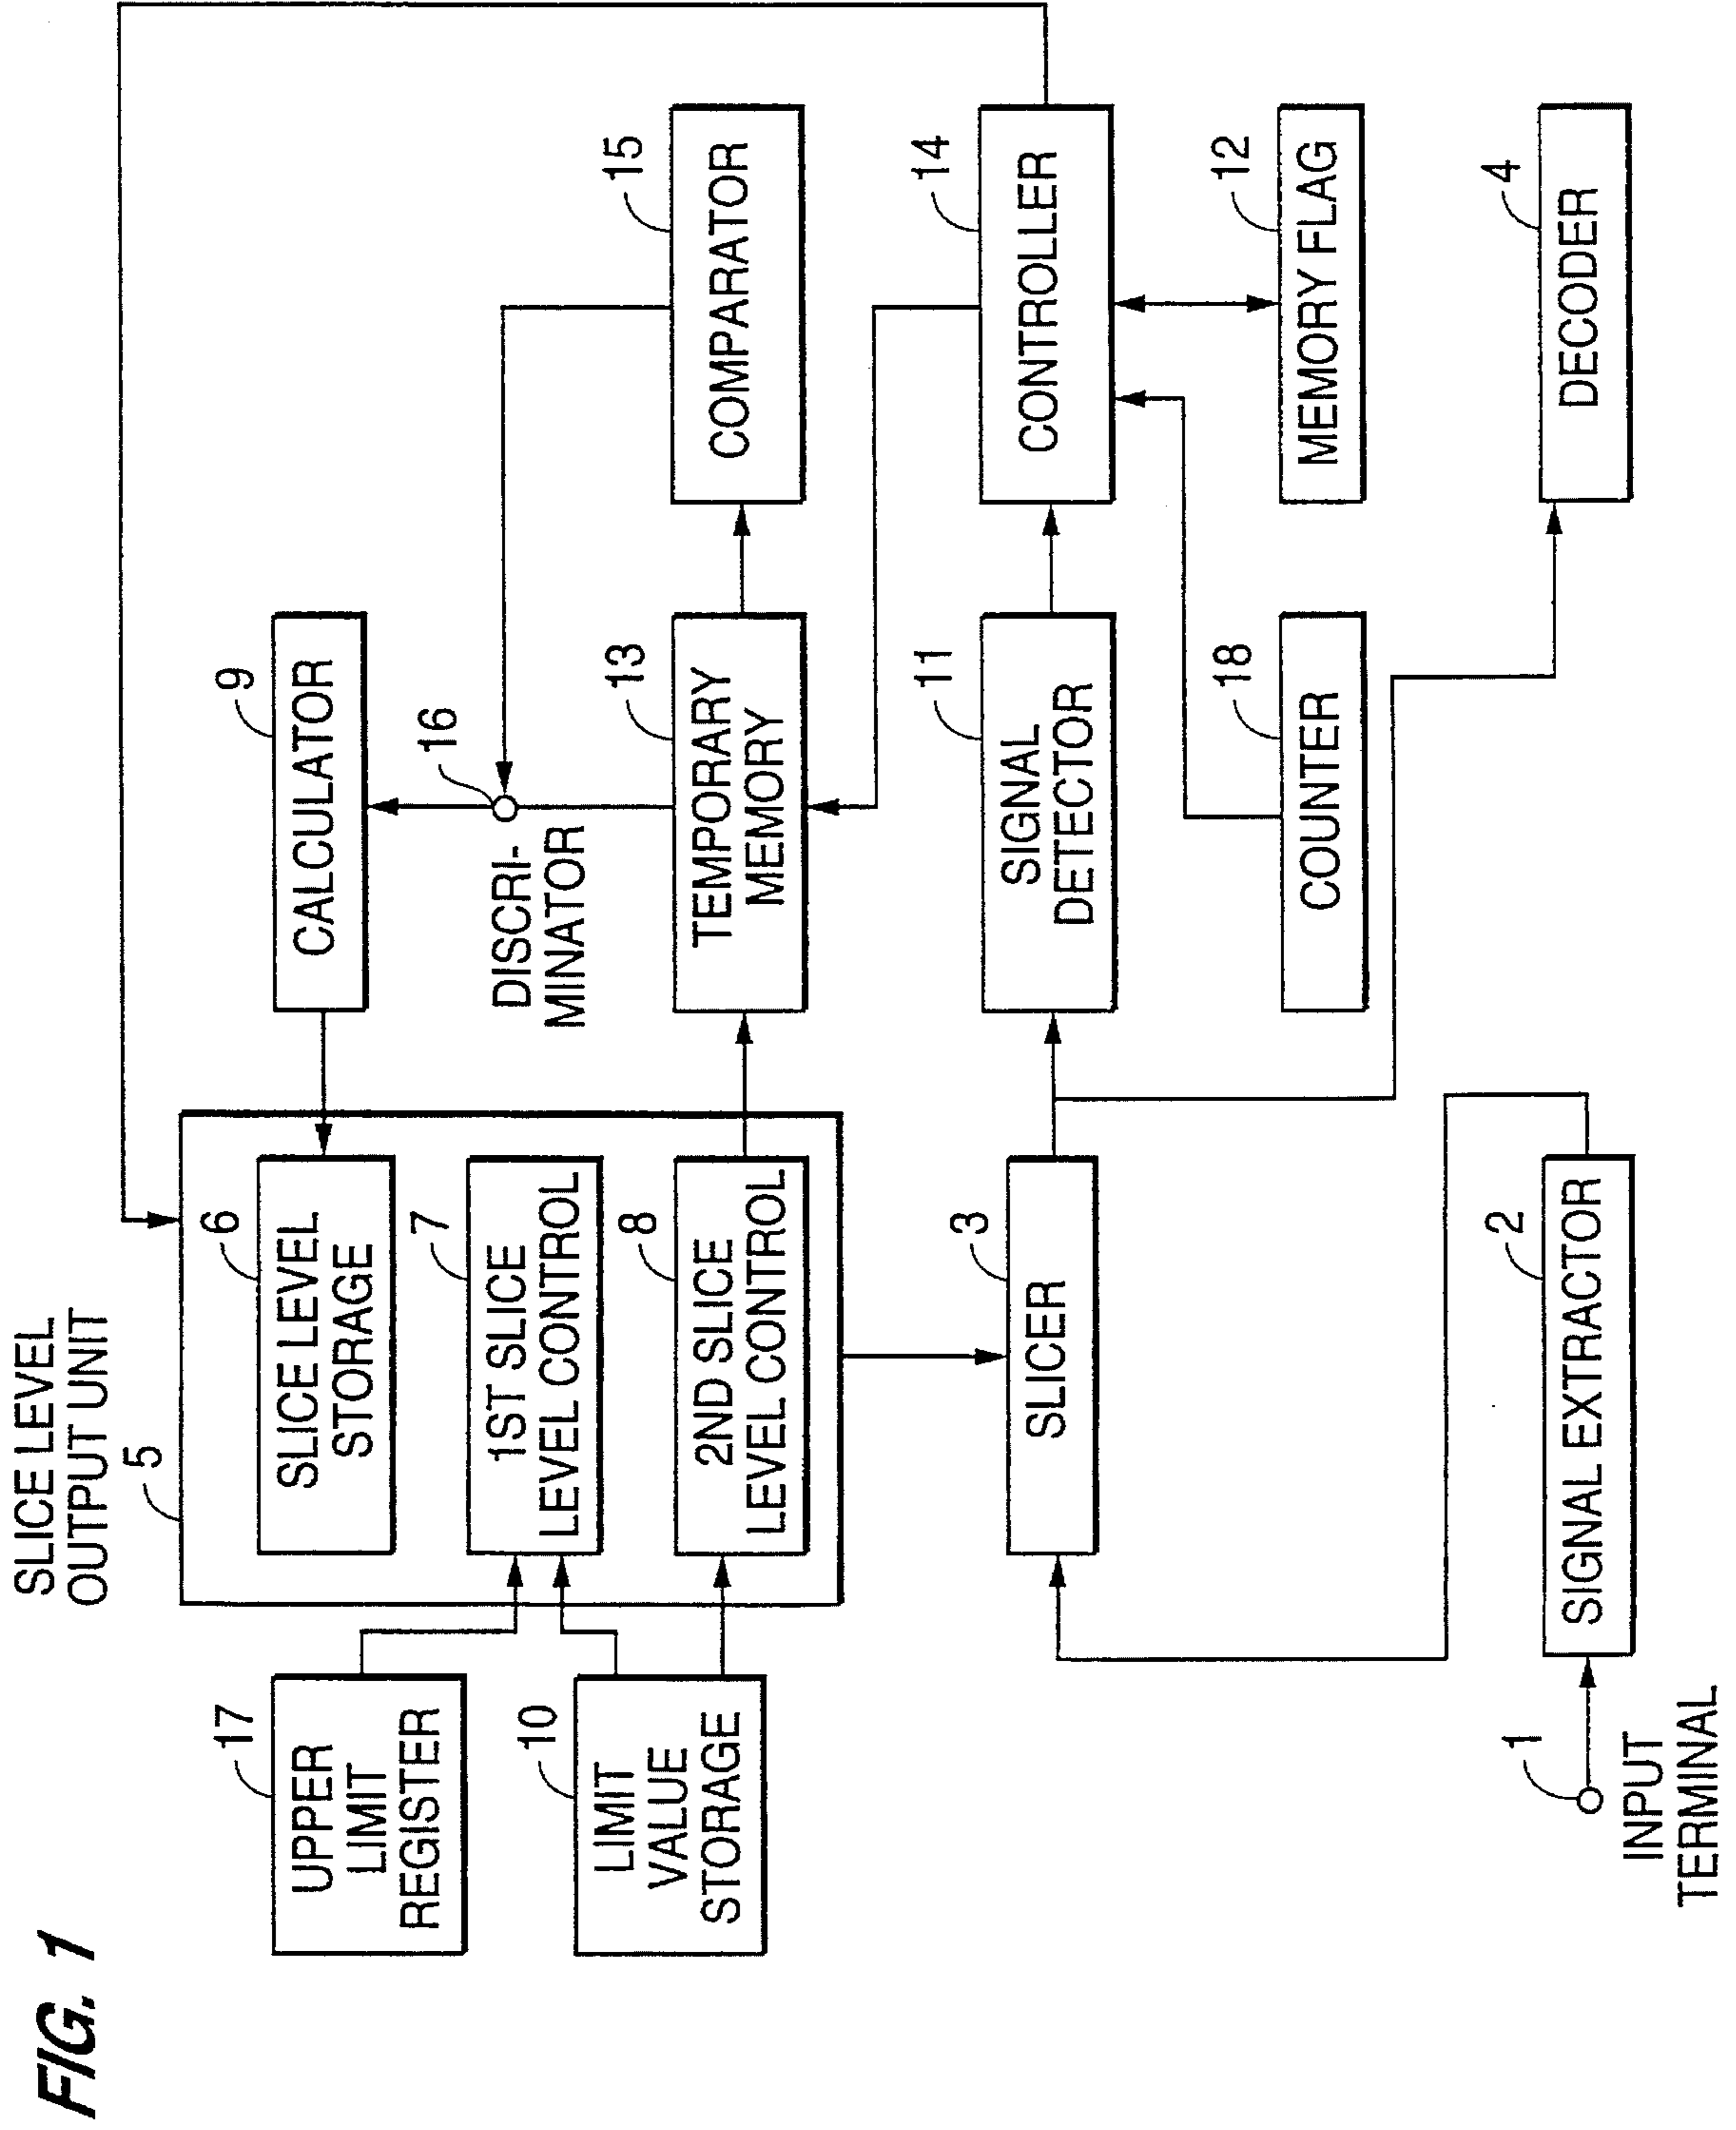 FIG. 1
SLICE LEVEL
OUTPUT UNIT
5
17
UPPER
LIMIT
REGISTER
10
LIMIT
VALUE
STORAGE
6
SLICE LEVEL
STORAGE
7
1ST SLICE
LEVEL CONTROL
8
2ND SLICE
LEVEL CONTROL
9
CALCULATOR
16
DISCRI-
MINATOR
13
TEMPORARY
MEMORY
15
COMPARATOR
3
SLICER
11
SIGNAL
DETECTOR
14
CONTROLLER
18
COUNTER
12
MEMORY FLAG
1
INPUT
TERMINAL
2
SIGNAL EXTRACTOR
4
DECODER